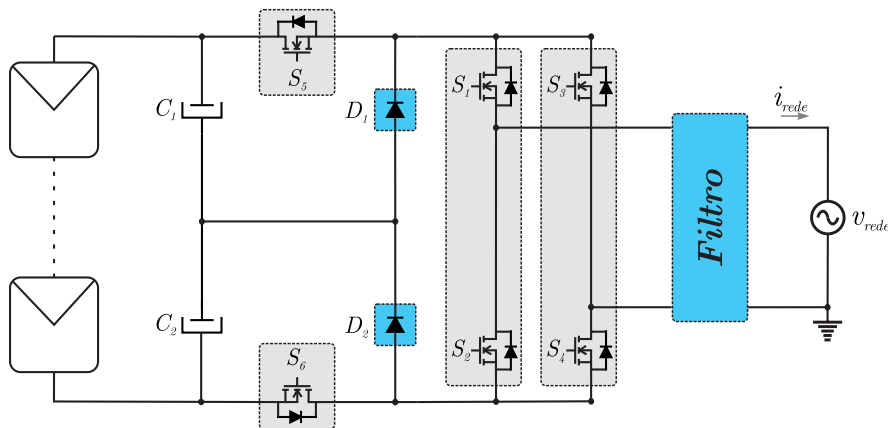 S5
S1
S3
C1
D1
irede
Filtro
vrede
C2
D2
S6
S2
S4